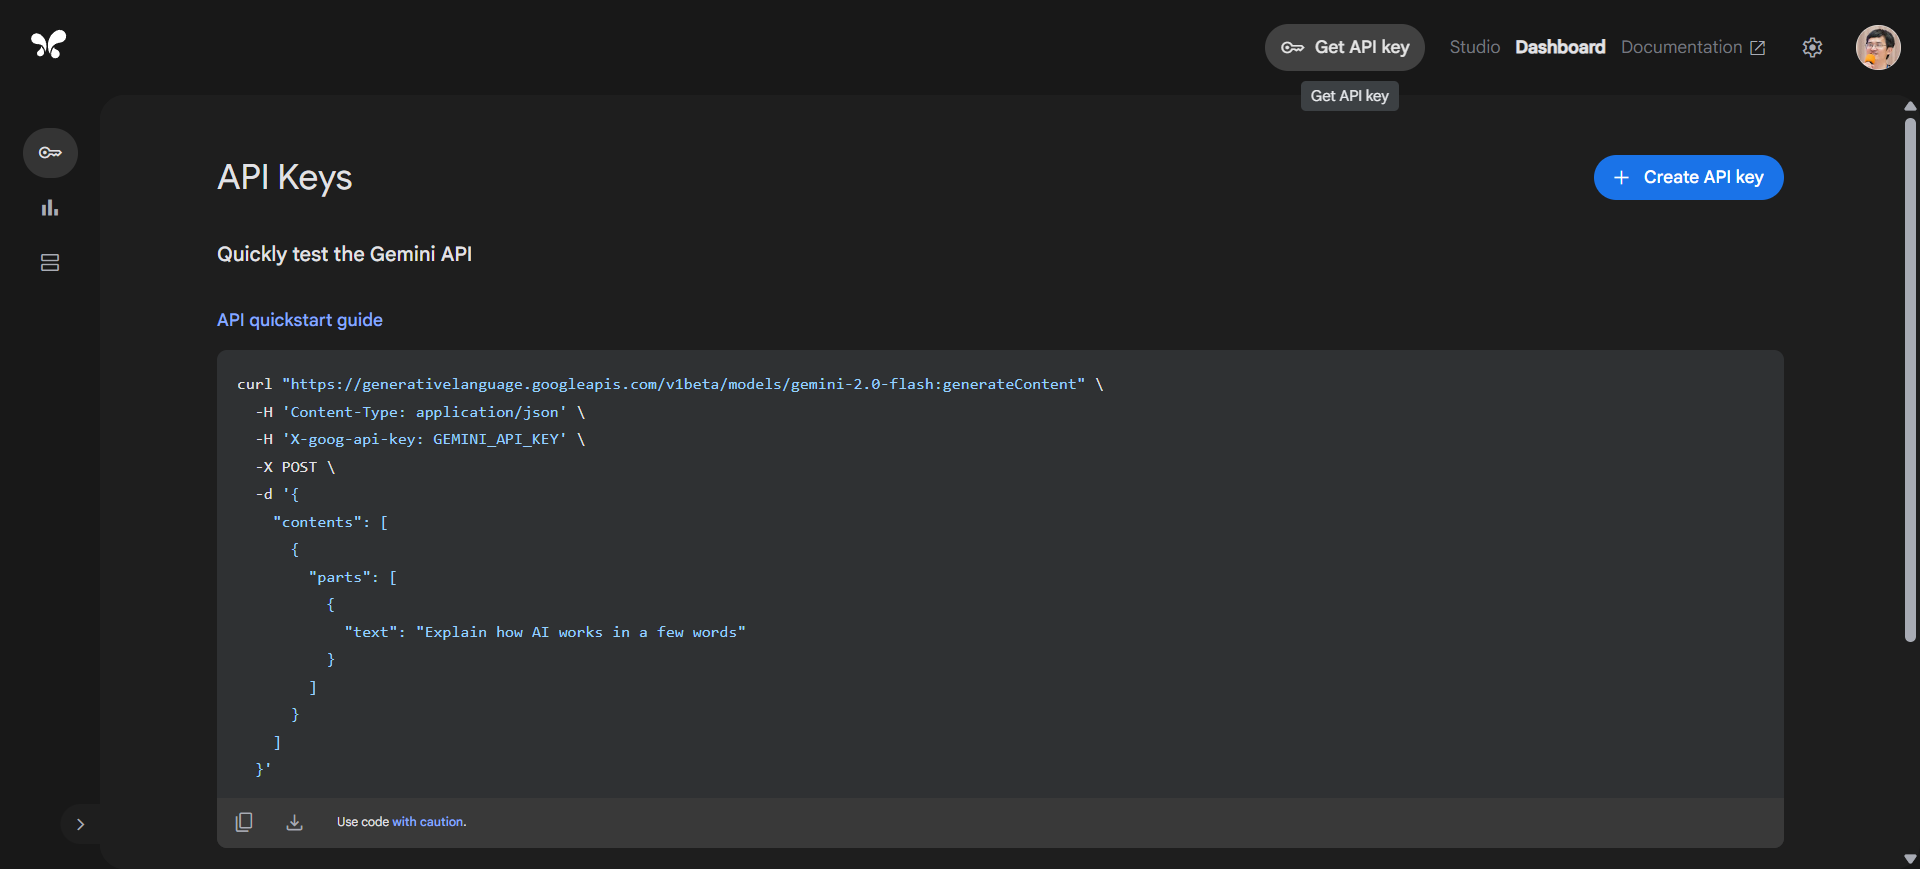 Get API key
Studio
Dashboard
Documentation
Get API key
API Keys
Create API key
Quickly test the Gemini API
API quickstart guide
curl "https://generativelanguage.googleapis.com/v1beta/models/gemini-2.0-flash:generateContent" \
  -H 'Content-Type: application/json' \
  -H 'X-goog-api-key: GEMINI_API_KEY' \
  -X POST \
  -d '{
    "contents": [
      {
        "parts": [
          {
            "text": "Explain how AI works in a few words"
          }
        ]
      }
    ]
  }'
Use code with caution.